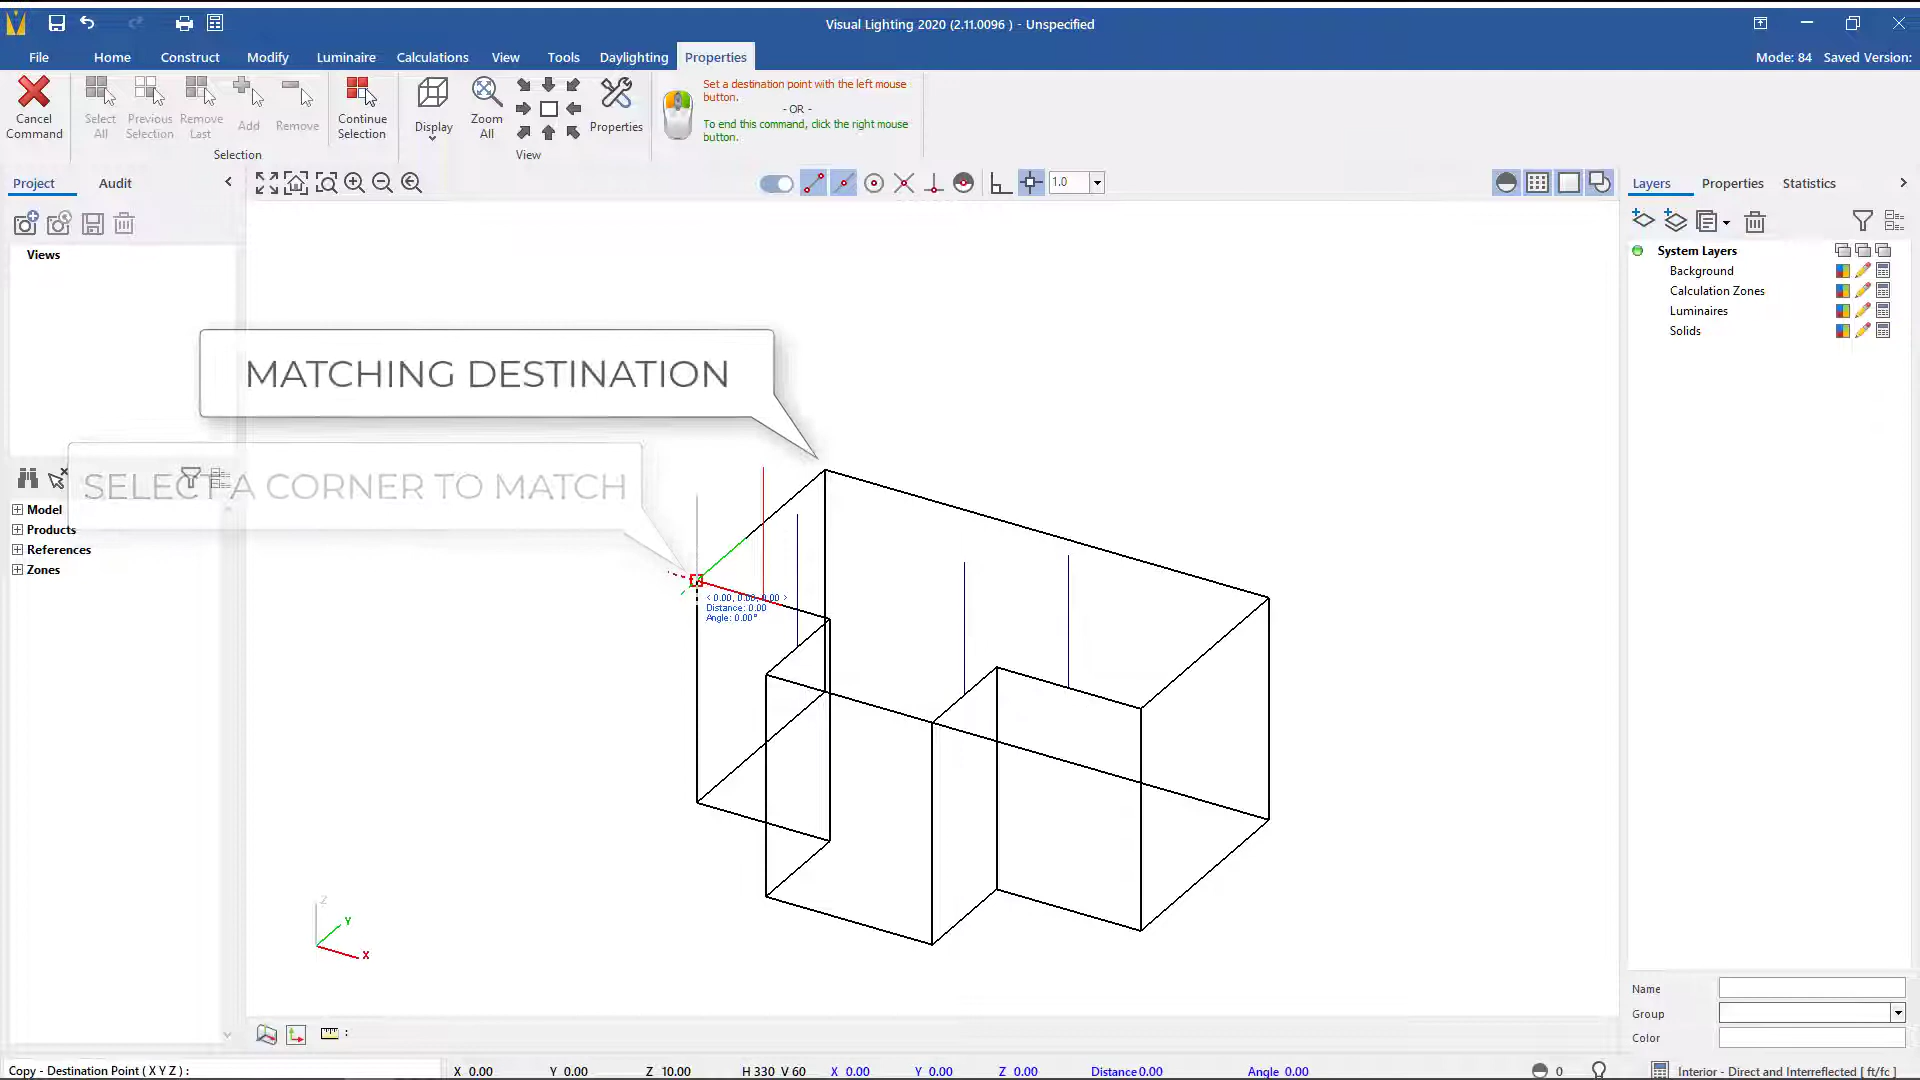 Visual Lighting 2020 (2.11.0096 ) - Unspecified
File Home Construct Modify Luminaire Calculations View Tools Daylighting Properties
Mode: 84 Saved Version:
Cancel Command
Select All
Previous Selection
Remove Last
Add
Remove
Selection
Continue Selection
Display
Zoom All
View
Properties
Set a destination point with the left mouse button.
- OR -
To end this command, click the right mouse button.
Project Audit
1.0
Layers Properties Statistics
Views
System Layers
Background
Calculation Zones
Luminaires
Solids
MATCHING DESTINATION
SELECT A CORNER TO MATCH
Model
Products
References
Zones
< 0.00, 0.00, 0.00 >
Distance: 0.00
Angle: 0.00°
Z
Y
X
Name
Group
Color
:
Copy - Destination Point ( X Y Z ) :
X 0.00 Y 0.00 Z 10.00 H 330 V 60 X 0.00 Y 0.00 Z 0.00 Distance 0.00 Angle 0.00
0
Interior - Direct and Interreflected [ ft/fc ]